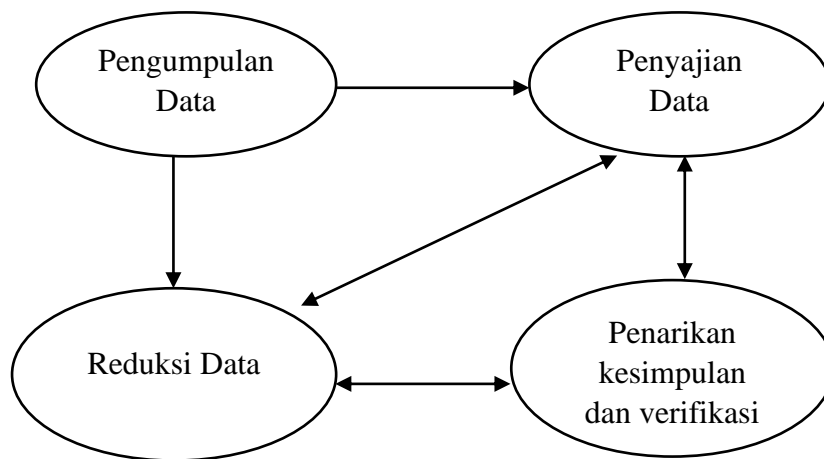 Pengumpulan
Data
Penyajian
Data
Reduksi Data
Penarikan
kesimpulan
dan verifikasi